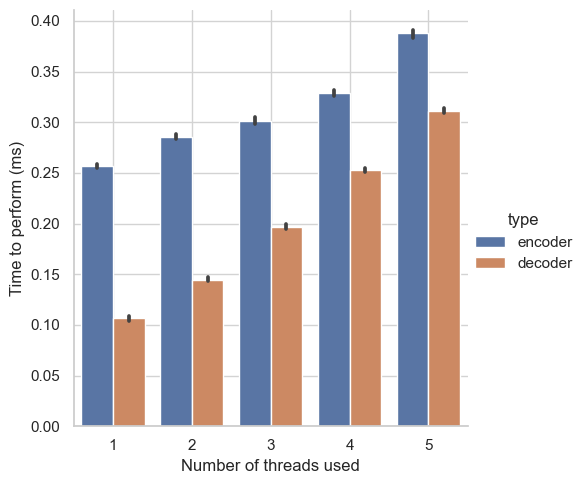 0.40
0.35
0.30
0.25
0.20
0.15
0.10
0.05
0.00
Time to perform (ms)
1 2 3 4 5
Number of threads used
type
encoder
decoder